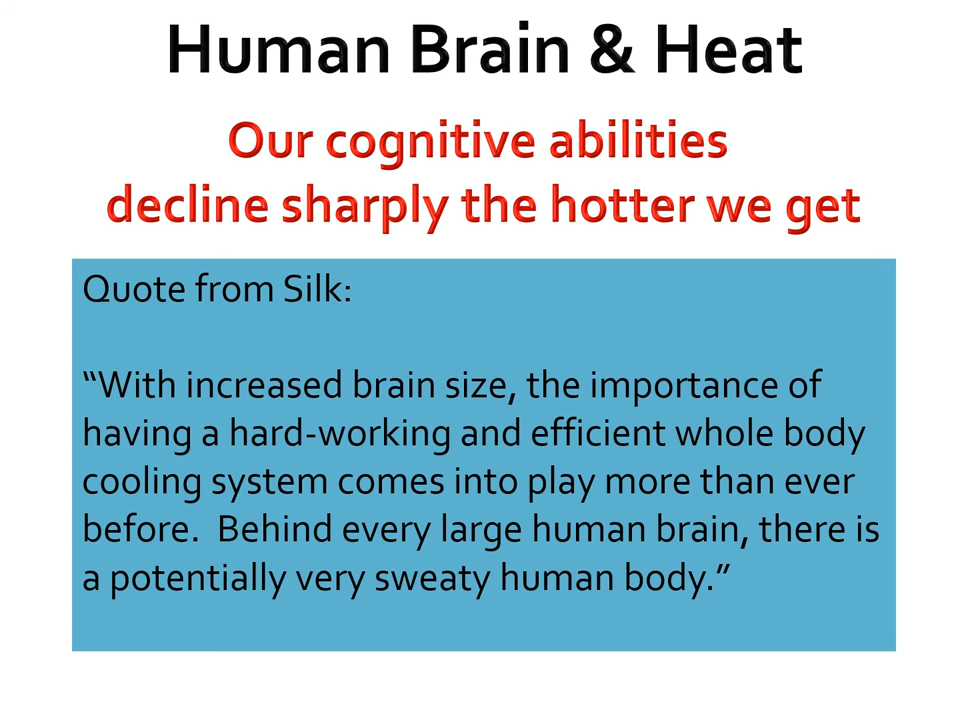 Human Brain & Heat
Our cognitive abilities
decline sharply the hotter we get
Quote from Silk:
“With increased brain size, the importance of
having a hard-working and efficient whole body
cooling system comes into play more than ever
before.  Behind every large human brain, there is
a potentially very sweaty human body.”